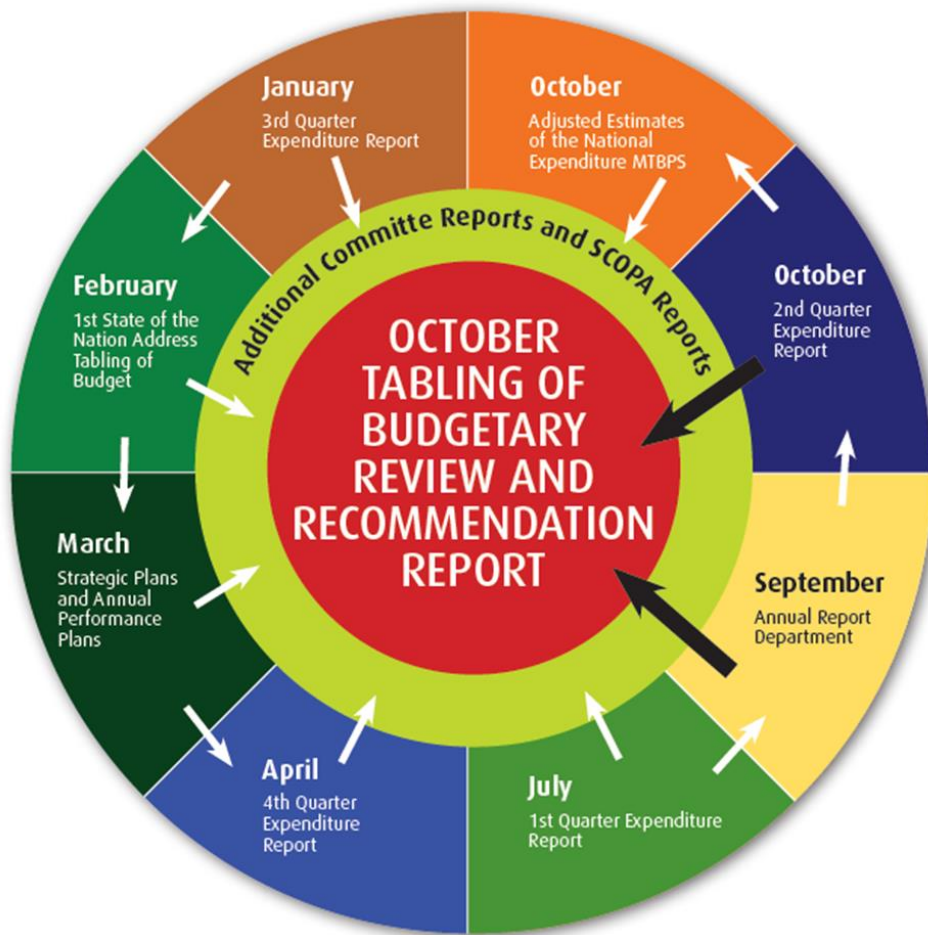 January
3rd Quarter
Expenditure Report
October
Adjusted Estimates
of the National
Expenditure MTBPS
October
2nd Quarter
Expenditure
Report
September
Annual Report
Department
July
1st Quarter Expenditure
Report
April
4th Quarter
Expenditure
Report
March
Strategic Plans
and Annual
Performance
Plans
February
1st State of the
Nation Address
Tabling of
Budget
Additional Committe Reports and SCOPA Reports
OCTOBER
TABLING OF
BUDGETARY
REVIEW AND
RECOMMENDATION
REPORT